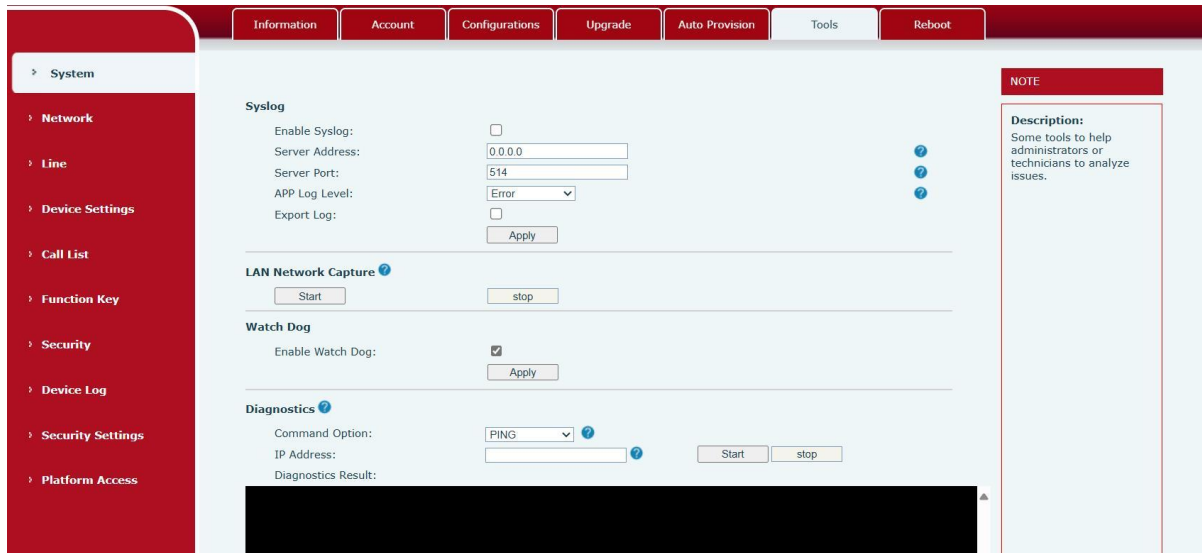 Information Account Configurations Upgrade Auto Provision Tools Reboot
System
Network
Line
Device Settings
Call List
Function Key
Security
Device Log
Security Settings
Platform Access
Syslog
Enable Syslog:
Server Address: 0.0.0.0
Server Port: 514
APP Log Level: Error
Export Log:
Apply
LAN Network Capture
Start stop
Watch Dog
Enable Watch Dog:
Apply
Diagnostics
Command Option: PING
IP Address: Start stop
Diagnostics Result:
NOTE
Description:
Some tools to help
administrators or
technicians to analyze
issues.